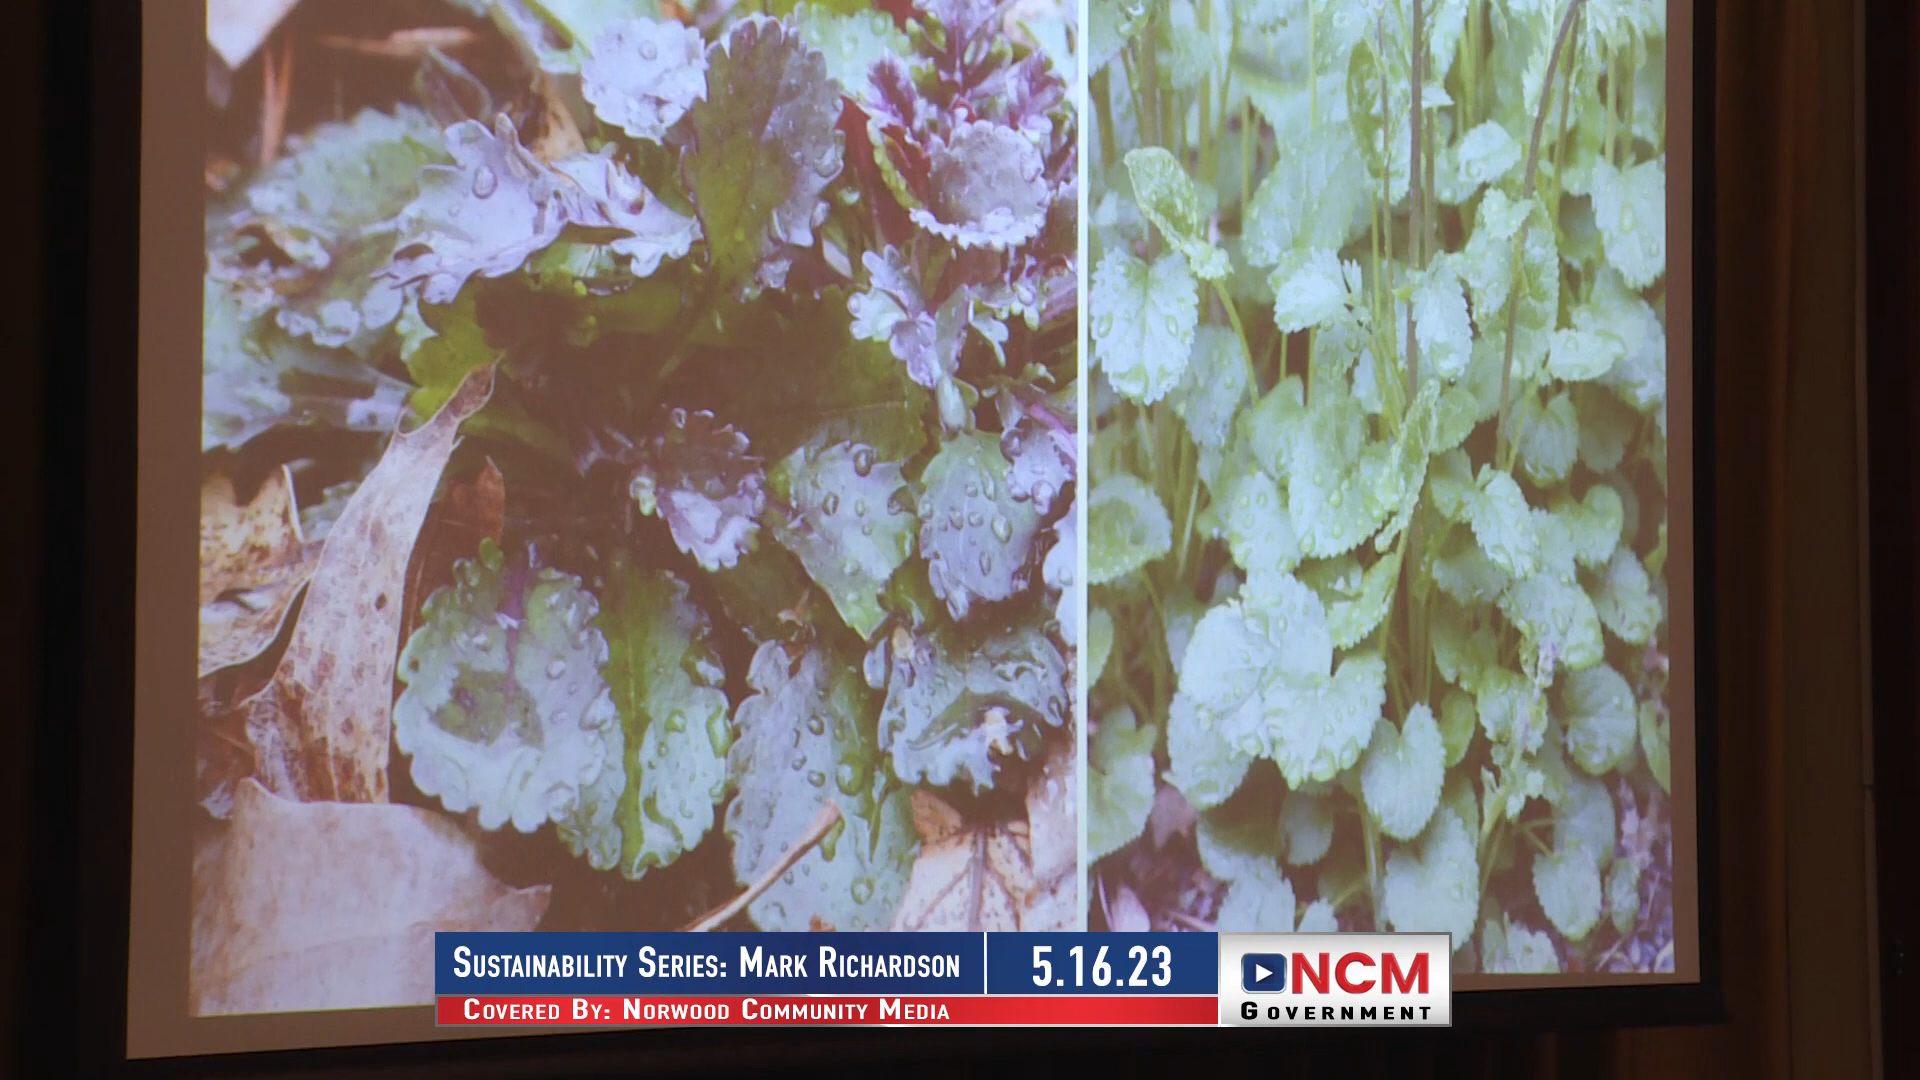 Sustainability Series: Mark Richardson
5.16.23
NCM
Government
Covered By: Norwood Community Media